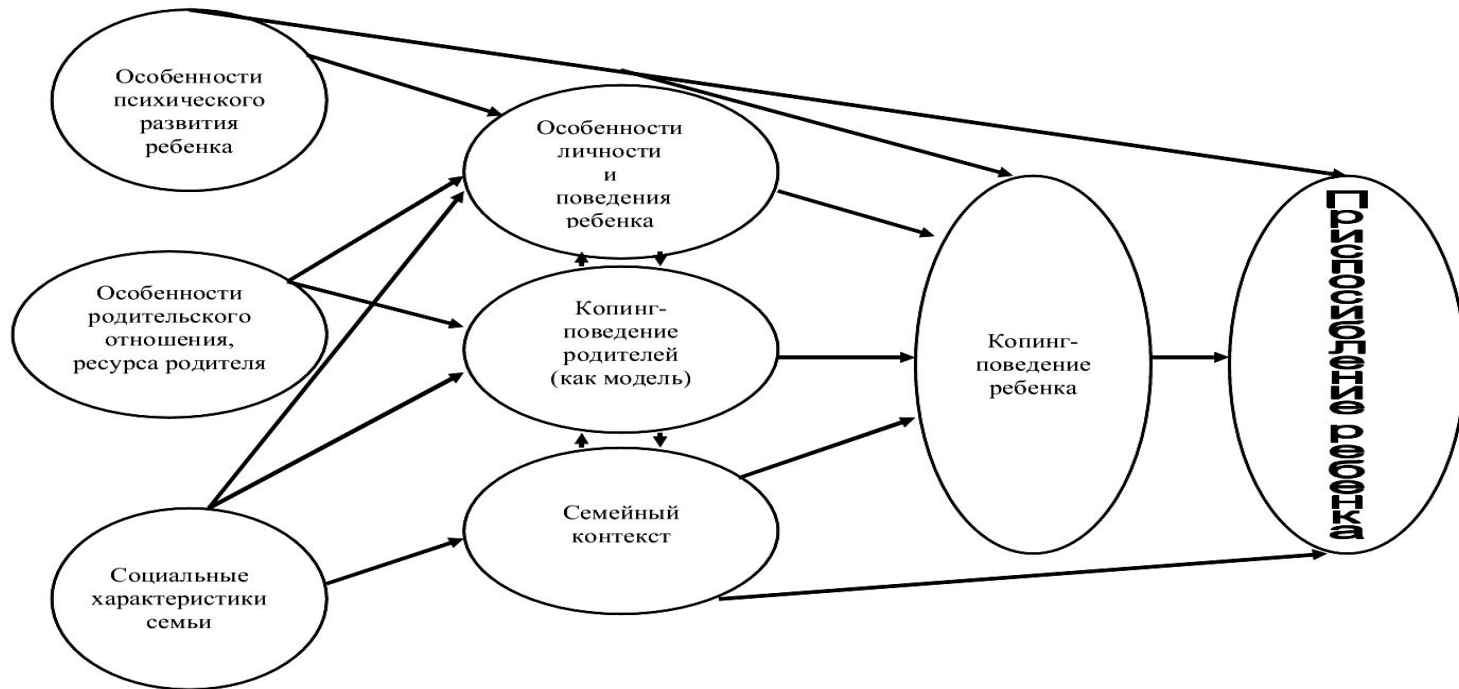 Особенности
психического
развития
ребенка
Особенности
личности
и
поведения
ребенка
Особенности
родительского
отношения,
ресурса родителя
Копинг-
поведение
родителей
(как модель)
Копинг-
поведение
ребенка
Приспособление ребенка
Семейный
контекст
Социальные
характеристики
семьи